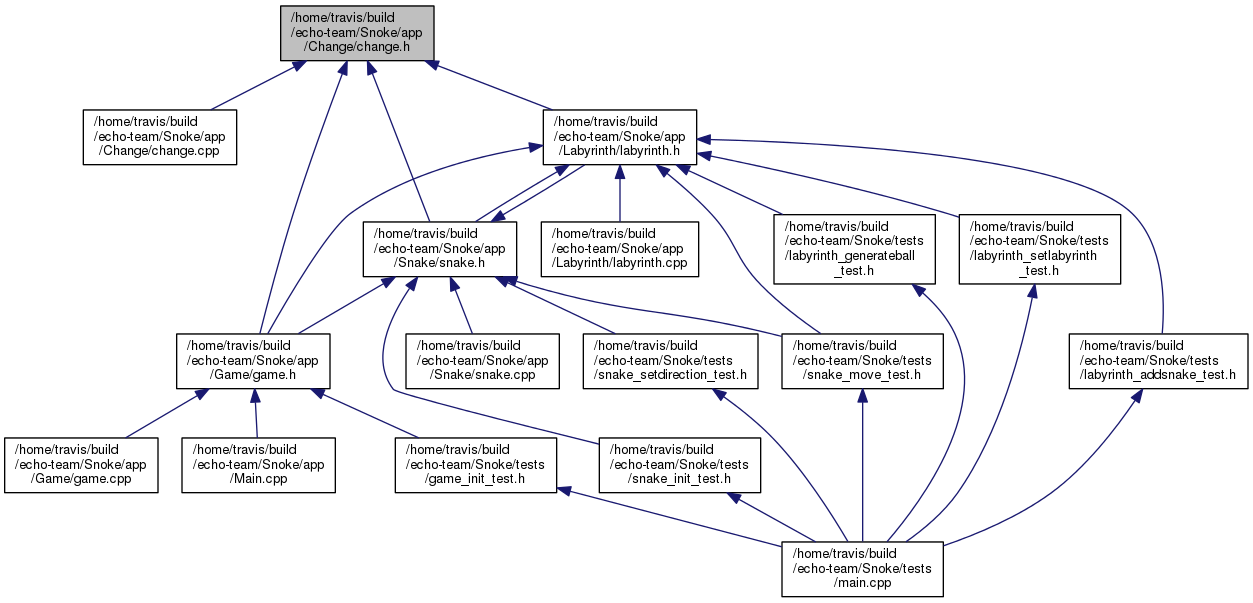 /home/travis/build
/echo-team/Snoke/app
/Change/change.h
/home/travis/build
/echo-team/Snoke/app
/Change/change.cpp
/home/travis/build
/echo-team/Snoke/app
/Labyrinth/labyrinth.h
/home/travis/build
/echo-team/Snoke/app
/Snake/snake.h
/home/travis/build
/echo-team/Snoke/app
/Labyrinth/labyrinth.cpp
/home/travis/build
/echo-team/Snoke/tests
/labyrinth_generateball
_test.h
/home/travis/build
/echo-team/Snoke/tests
/labyrinth_setlabyrinth
_test.h
/home/travis/build
/echo-team/Snoke/app
/Game/game.h
/home/travis/build
/echo-team/Snoke/app
/Snake/snake.cpp
/home/travis/build
/echo-team/Snoke/tests
/snake_setdirection_test.h
/home/travis/build
/echo-team/Snoke/tests
/snake_move_test.h
/home/travis/build
/echo-team/Snoke/tests
/labyrinth_addsnake_test.h
/home/travis/build
/echo-team/Snoke/app
/Game/game.cpp
/home/travis/build
/echo-team/Snoke/app
/Main.cpp
/home/travis/build
/echo-team/Snoke/tests
/game_init_test.h
/home/travis/build
/echo-team/Snoke/tests
/snake_init_test.h
/home/travis/build
/echo-team/Snoke/tests
/main.cpp